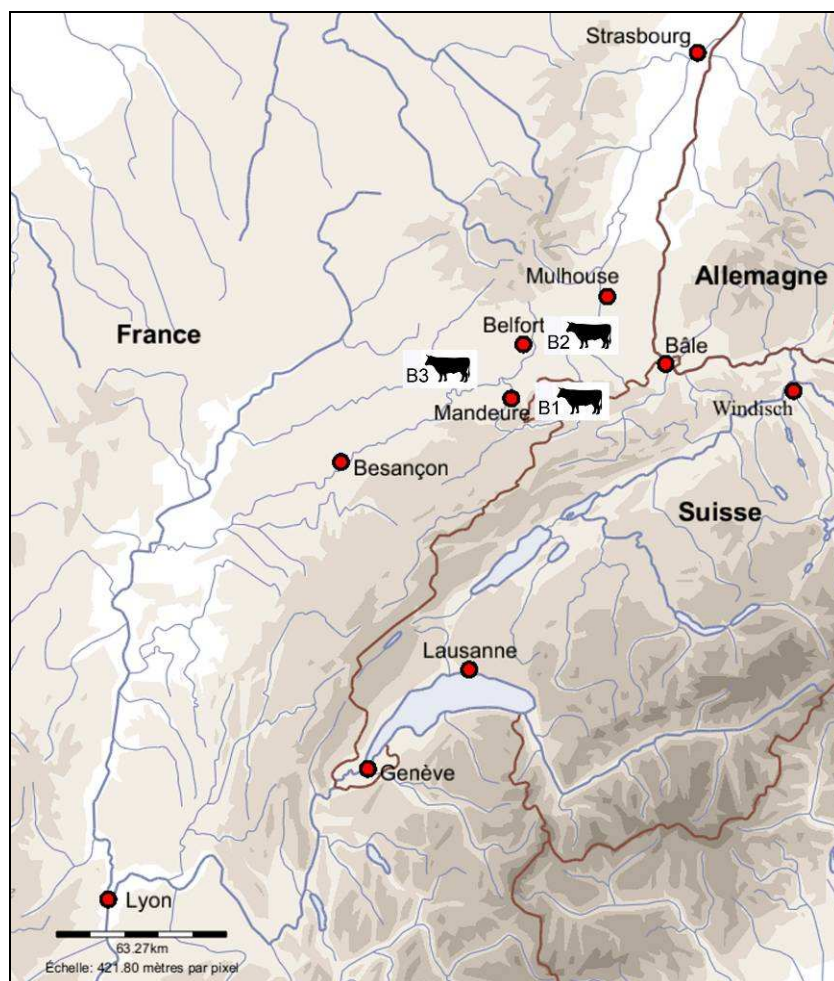 Strasbourg
Mulhouse
Allemagne
France
Belfort
B2
Bâle
B3
Mandeure
B1
Windisch
Besançon
Suisse
Lausanne
Genève
Lyon
63.27km
Échelle: 421.80 mètres par pixel